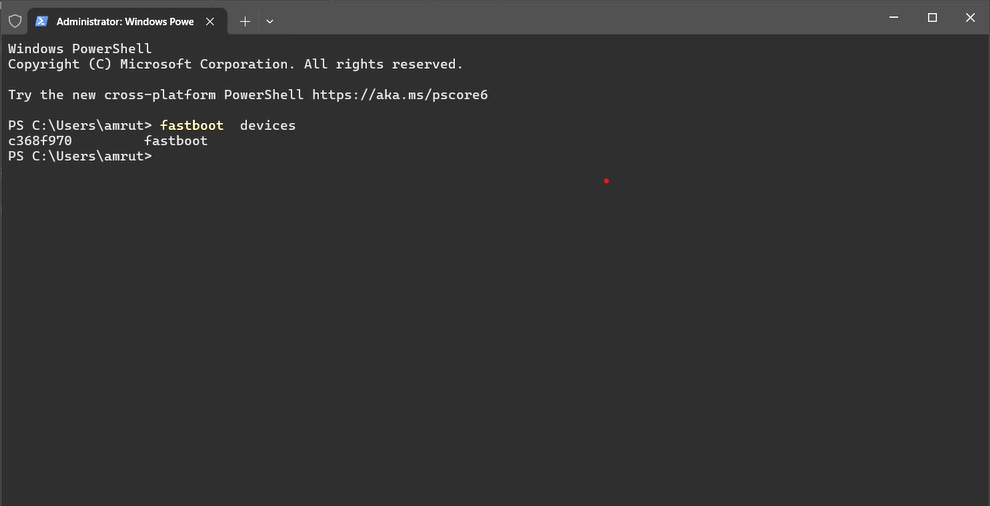 Administrator: Windows Powe
Windows PowerShell
Copyright (C) Microsoft Corporation. All rights reserved.
Try the new cross-platform PowerShell https://aka.ms/pscore6
PS C:\Users\amrut> fastboot  devices
c368f970         fastboot
PS C:\Users\amrut>